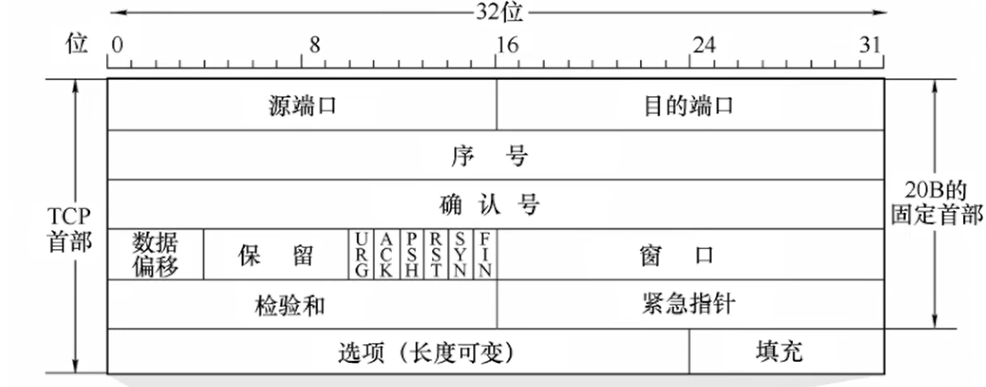 32位
位 0 8 16 24 31
源端口 目的端口
序 号
TCP
首部
确 认 号
20B的
固定首部
数据
偏移
保 留
URG
ACK
PSH
RST
SYN
FIN
窗 口
检验和 紧急指针
选项（长度可变） 填充